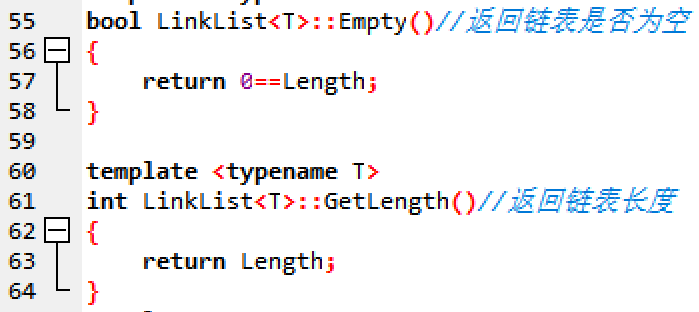 55 bool LinkList<T>::Empty()//返回链表是否为空
56 {
57 return 0==Length;
58 }
59
60 template <typename T>
61 int LinkList<T>::GetLength()//返回链表长度
62 {
63 return Length;
64 }